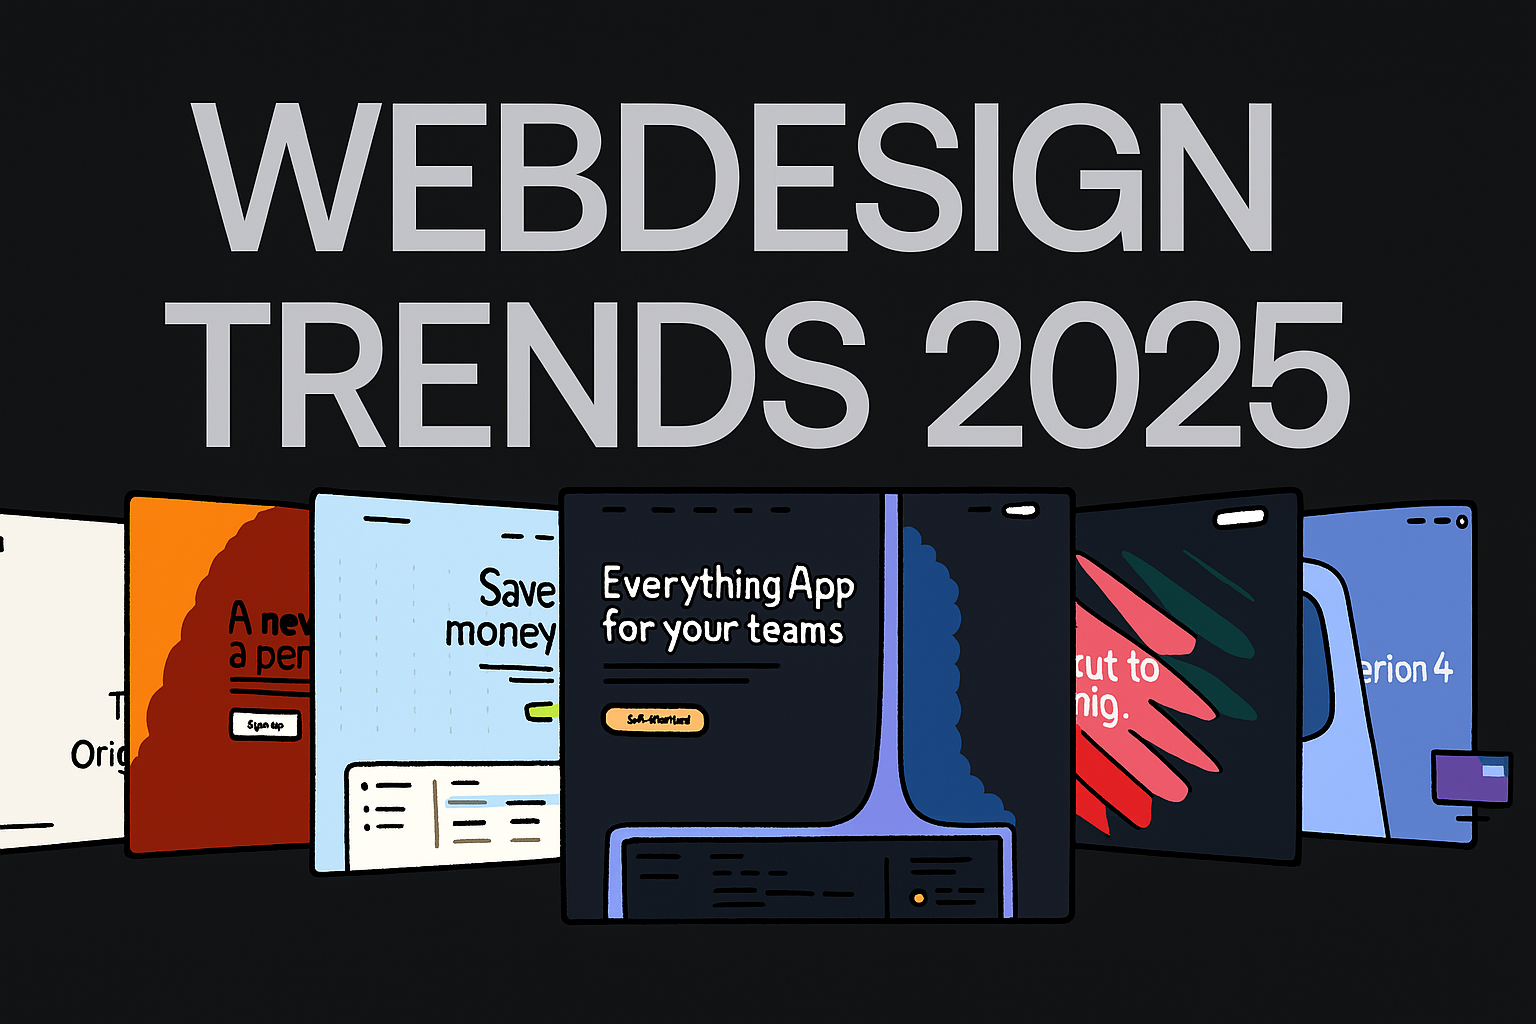 WEBDESIGN
TRENDS 2025
T
Orig
A new
a per
Sign up
Save
money
Everything App
for your teams
cut to
nig.
erion 4